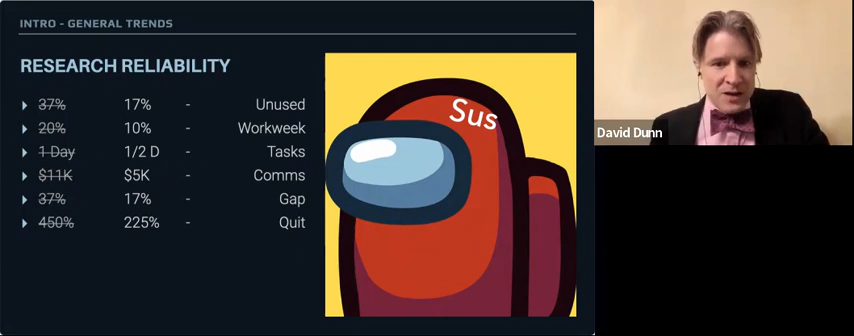 INTRO - GENERAL TRENDS
RESEARCH RELIABILITY
37% 17% - Unused
20% 10% - Workweek
1 Day 1/2 D - Tasks
$11K $5K - Comms
37% 17% - Gap
450% 225% - Quit
Sus
David Dunn